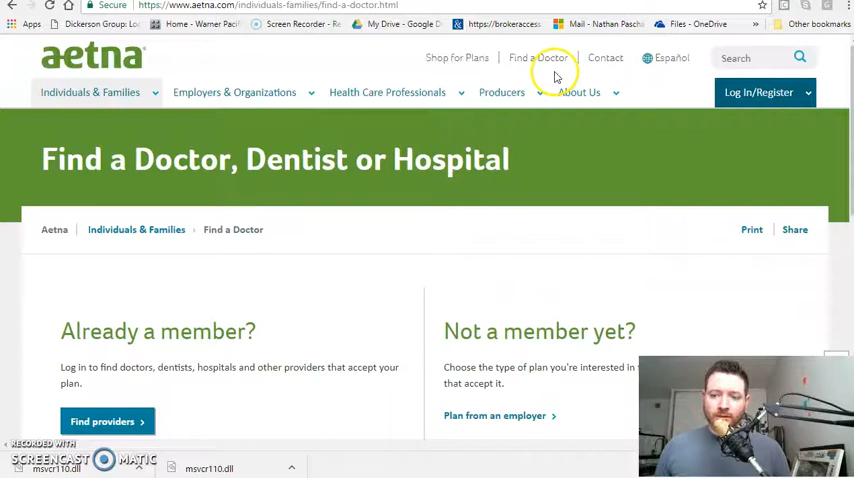 Secure https://www.aetna.com/individuals-families/find-a-doctor.html
Apps Dickerson Group: Loc Home - Warner Pacif Screen Recorder - Re My Drive - Google D https://brokeraccess Mail - Nathan Pascha Files - OneDrive » Other bookmarks
aetna
Shop for Plans Find a Doctor Contact Español Search
Individuals & Families Employers & Organizations Health Care Professionals Producers About Us Log In/Register
Find a Doctor, Dentist or Hospital
Aetna Individuals & Families › Find a Doctor Print Share
Already a member? Not a member yet?
Log in to find doctors, dentists, hospitals and other providers that accept your Choose the type of plan you're interested in
plan. that accept it.
Find providers › Plan from an employer ›
RECORDED WITH
SCREENCAST MATIC
msvcr110.dll msvcr110.dll